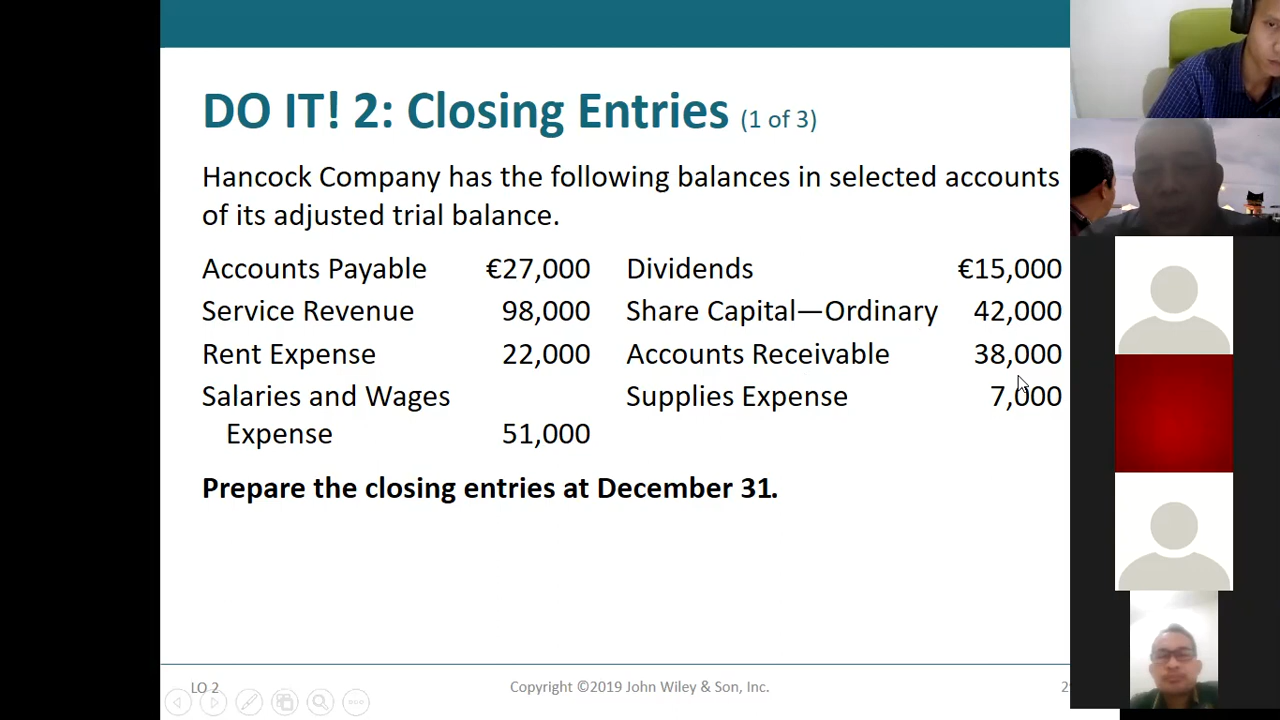 DO IT! 2: Closing Entries (1 of 3)
Hancock Company has the following balances in selected accounts
of its adjusted trial balance.
Accounts Payable €27,000 Dividends €15,000
Service Revenue 98,000 Share Capital—Ordinary 42,000
Rent Expense 22,000 Accounts Receivable 38,000
Salaries and Wages Supplies Expense 7,000
Expense 51,000
Prepare the closing entries at December 31.
LO 2 Copyright ©2019 John Wiley & Son, Inc.